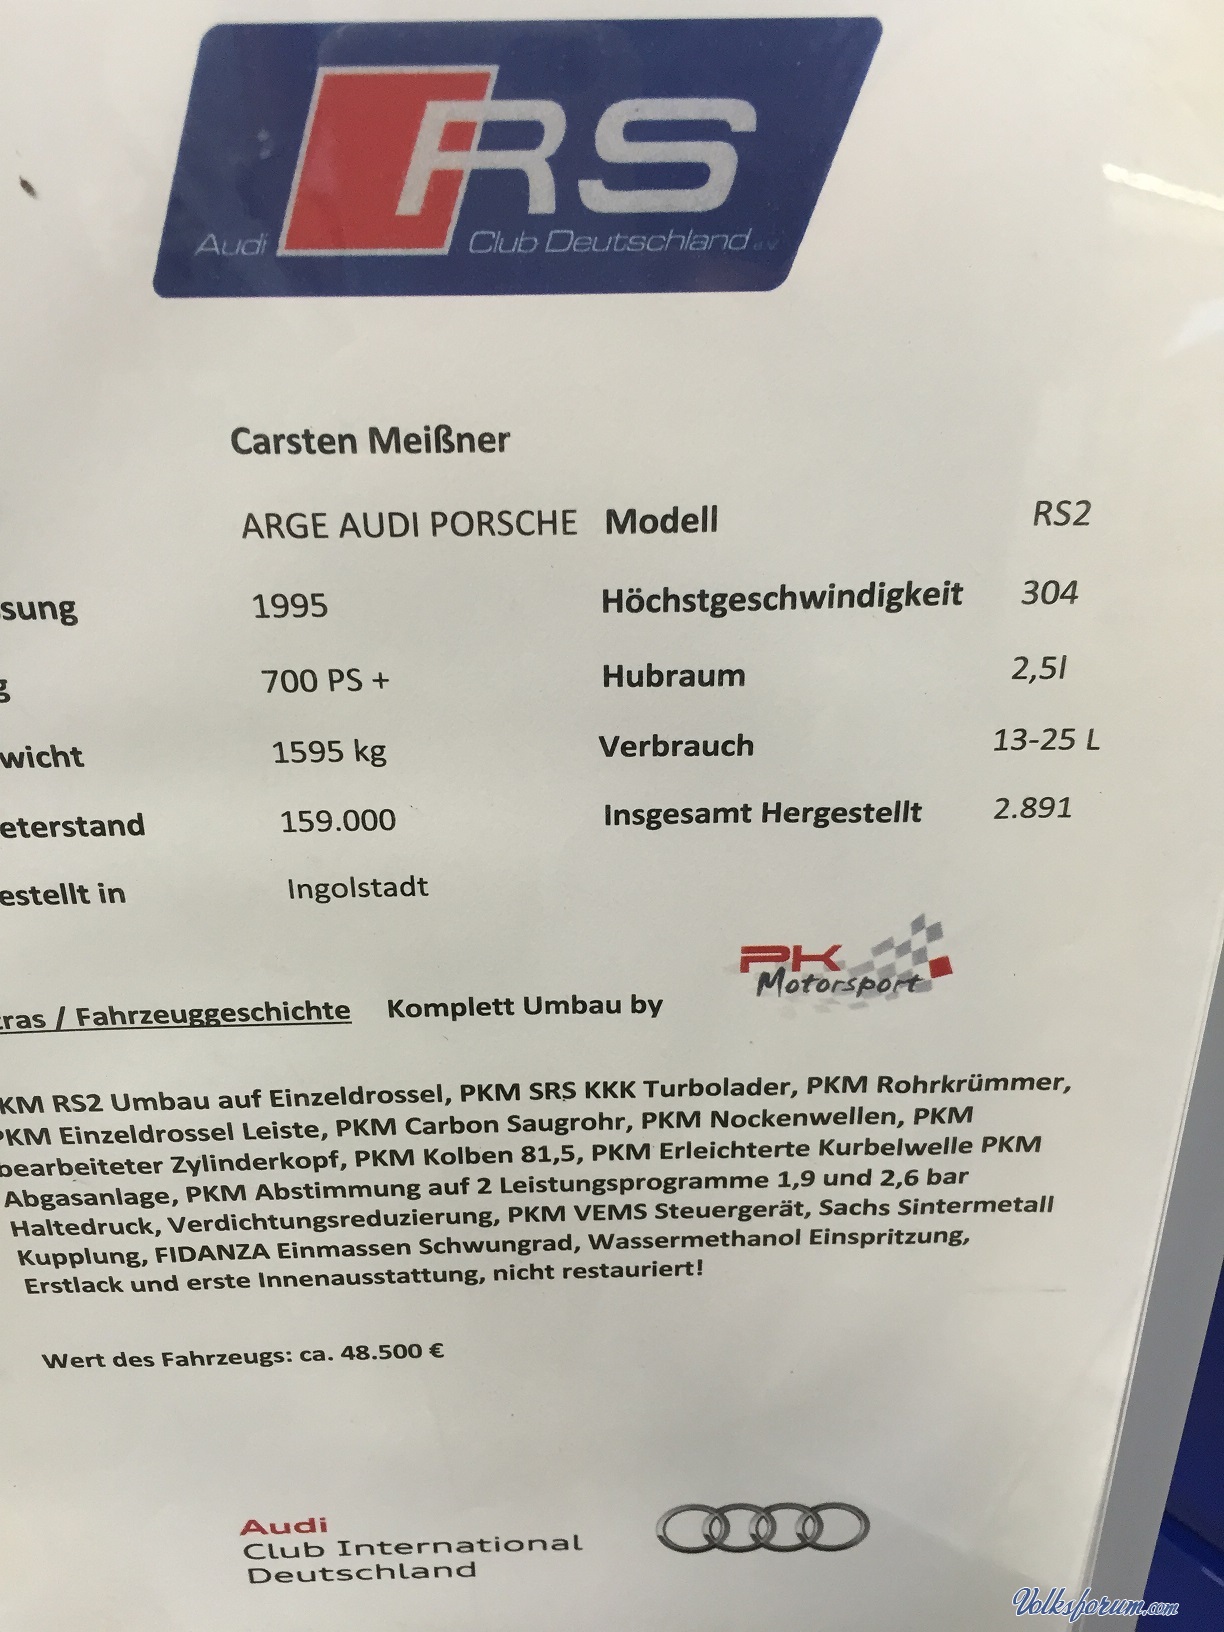 RS
Audi Club Deutschland e.V.
Carsten Meißner
ARGE AUDI PORSCHE Modell RS2
sung 1995 Höchstgeschwindigkeit 304
g 700 PS + Hubraum 2,5l
wicht 1595 kg Verbrauch 13-25 L
eterstand 159.000 Insgesamt Hergestellt 2.891
estellt in Ingolstadt
PK
Motorsport
tras / Fahrzeuggeschichte Komplett Umbau by
KM RS2 Umbau auf Einzeldrossel, PKM SRS KKK Turbolader, PKM Rohrkrümmer,
PKM Einzeldrossel Leiste, PKM Carbon Saugrohr, PKM Nockenwellen, PKM
bearbeiteter Zylinderkopf, PKM Kolben 81,5, PKM Erleichterte Kurbelwelle PKM
Abgasanlage, PKM Abstimmung auf 2 Leistungsprogramme 1,9 und 2,6 bar
Haltedruck, Verdichtungsreduzierung, PKM VEMS Steuergerät, Sachs Sintermetall
Kupplung, FIDANZA Einmassen Schwungrad, Wassermethanol Einspritzung,
Erstlack und erste Innenausstattung, nicht restauriert!
Wert des Fahrzeugs: ca. 48.500 €
Audi
Club International
Deutschland
Volksforum.com